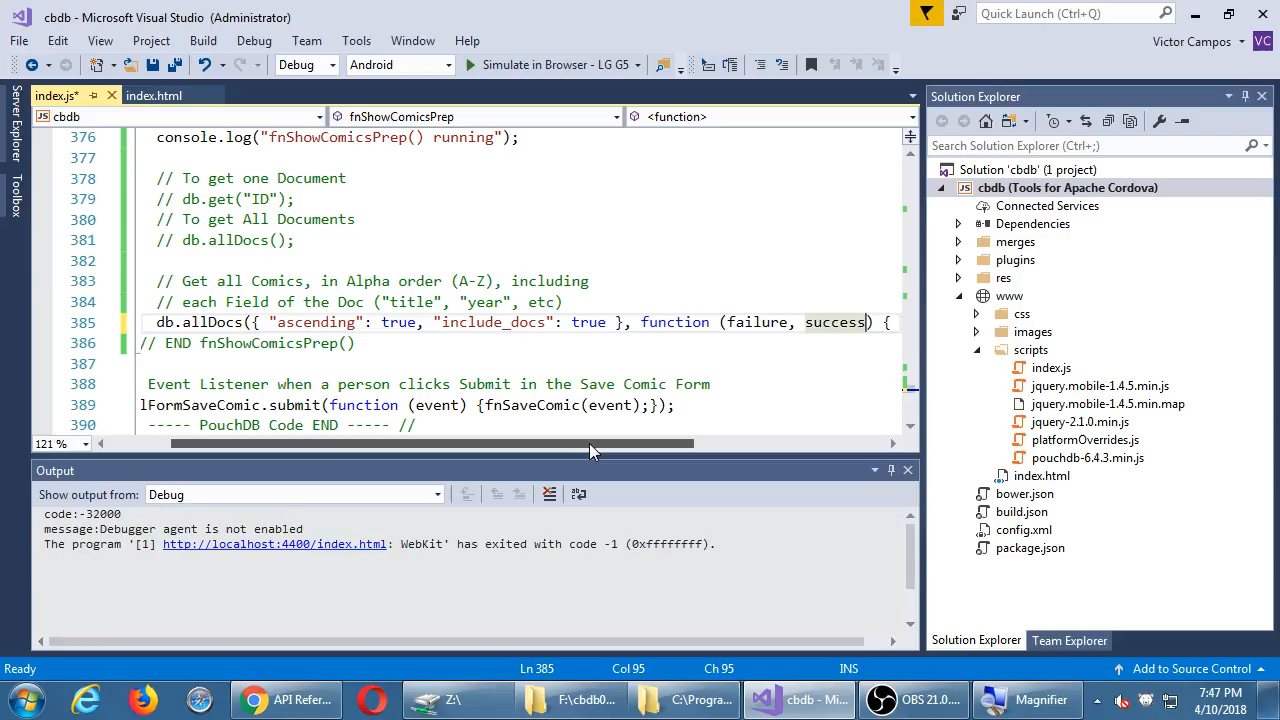 cbdb - Microsoft Visual Studio (Administrator)
Quick Launch (Ctrl+Q)
File Edit View Project Build Debug Team Tools Window Help
Victor Campos VC
Debug Android Simulate in Browser - LG G5
Server Explorer
Toolbox
index.js* index.html
cbdb fnShowComicsPrep <function>
376 console.log("fnShowComicsPrep() running");
377
378 // To get one Document
379 // db.get("ID");
380 // To get All Documents
381 // db.allDocs();
382
383 // Get all Comics, in Alpha order (A-Z), including
384 // each Field of the Doc ("title", "year", etc)
385 db.allDocs({ "ascending": true, "include_docs": true }, function (failure, success) {
386 // END fnShowComicsPrep()
387
388 Event Listener when a person clicks Submit in the Save Comic Form
389 lFormSaveComic.submit(function (event) {fnSaveComic(event);});
390 ----- PouchDB Code END ----- //
121 %
Output
Show output from: Debug
code:-32000
message:Debugger agent is not enabled
The program '[1] http://localhost:4400/index.html: WebKit' has exited with code -1 (0xffffffff).
Solution Explorer
Search Solution Explorer (Ctrl+;)
Solution 'cbdb' (1 project)
JS cbdb (Tools for Apache Cordova)
Connected Services
Dependencies
merges
plugins
res
www
css
images
scripts
index.js
jquery.mobile-1.4.5.min.js
jquery.mobile-1.4.5.min.map
jquery-2.1.0.min.js
platformOverrides.js
pouchdb-6.4.3.min.js
index.html
bower.json
build.json
config.xml
package.json
Solution Explorer Team Explorer
Ready Ln 385 Col 95 Ch 95 INS Add to Source Control
API Refer... Z:\ F:\cbdb0... C:\Progra... cbdb - Mi... OBS 21.0.... Magnifier 7:47 PM
4/10/2018